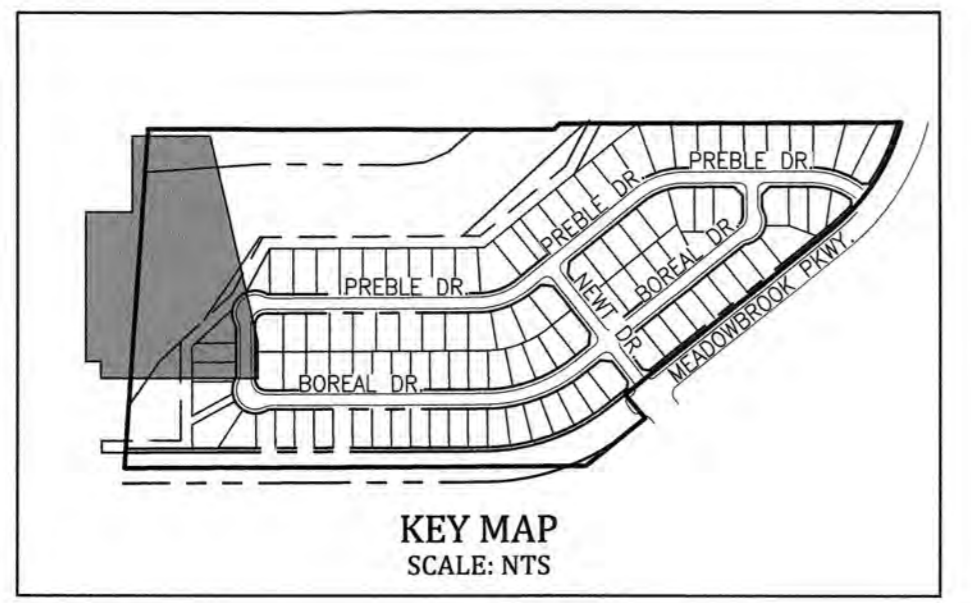 PREBLE DR.
PREBLE DR.
PREBLE DR.
BOREAL DR.
NEWT DR.
MEADOWBROOK PKWY.
BOREAL DR.
KEY MAP
SCALE: NTS